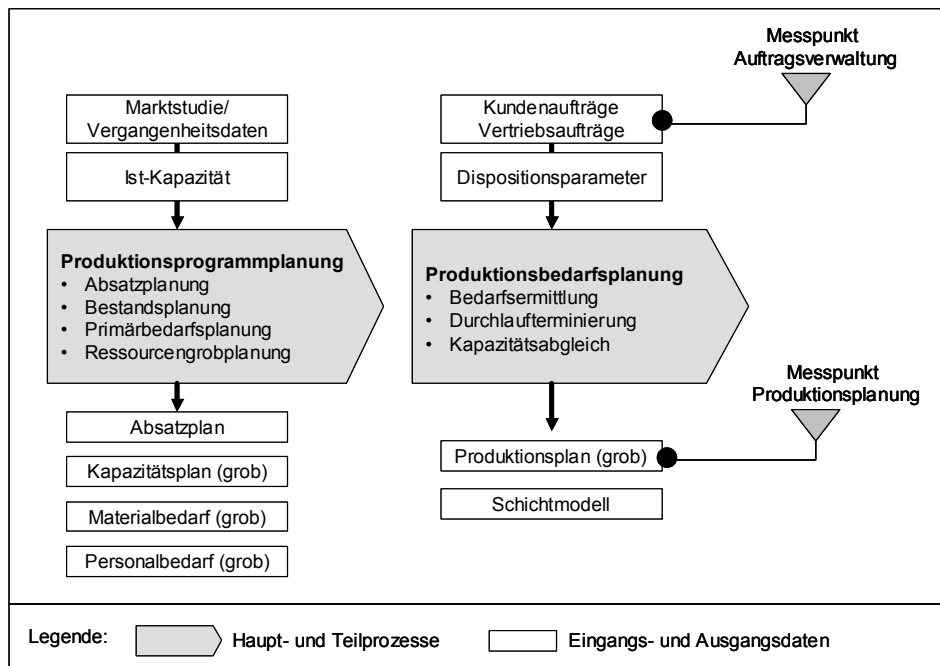 Messpunkt
Auftragsverwaltung
Marktstudie/
Vergangenheitsdaten
Ist-Kapazität
Kundenaufträge
Vertriebsaufträge
Dispositionsparameter
Produktionsprogrammplanung
• Absatzplanung
• Bestandsplanung
• Primärbedarfsplanung
• Ressourcengrobplanung
Produktionsbedarfsplanung
• Bedarfsermittlung
• Durchlaufterminierung
• Kapazitätsabgleich
Messpunkt
Produktionsplanung
Absatzplan
Kapazitätsplan (grob)
Materialbedarf (grob)
Personalbedarf (grob)
Produktionsplan (grob)
Schichtmodell
Legende:
Haupt- und Teilprozesse
Eingangs- und Ausgangsdaten